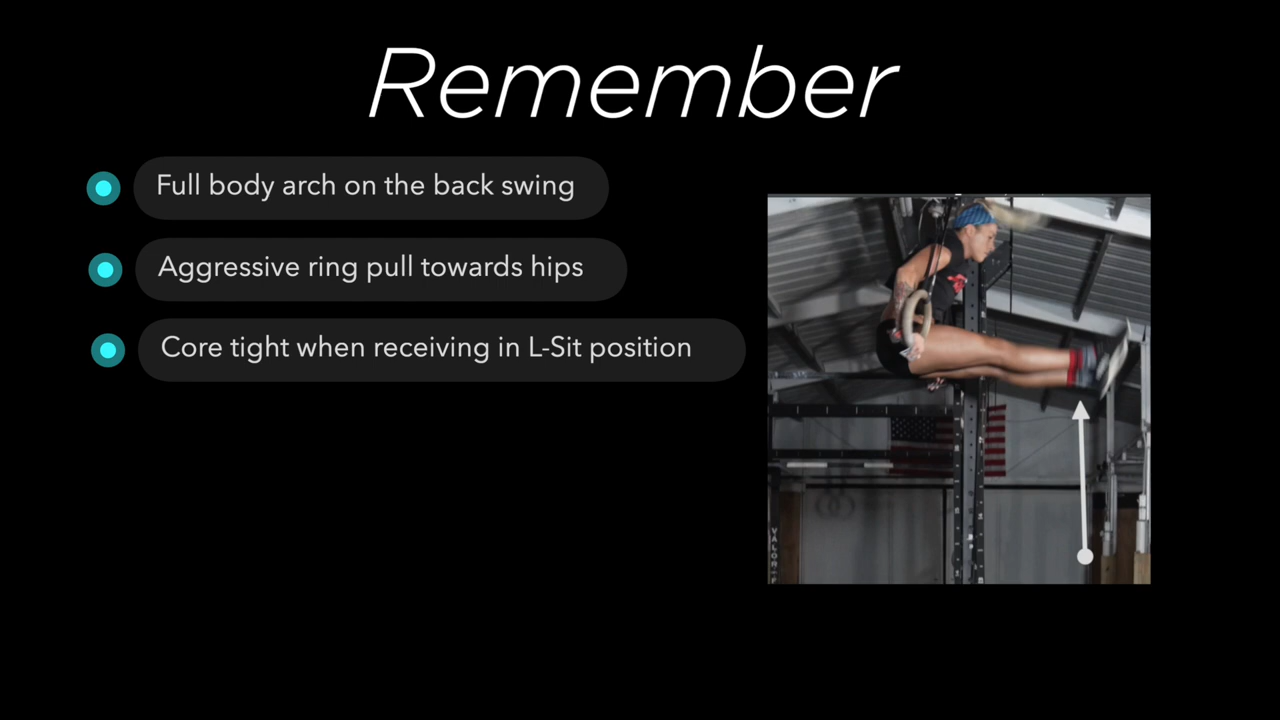 Remember
Full body arch on the back swing
Aggressive ring pull towards hips
Core tight when receiving in L-Sit position